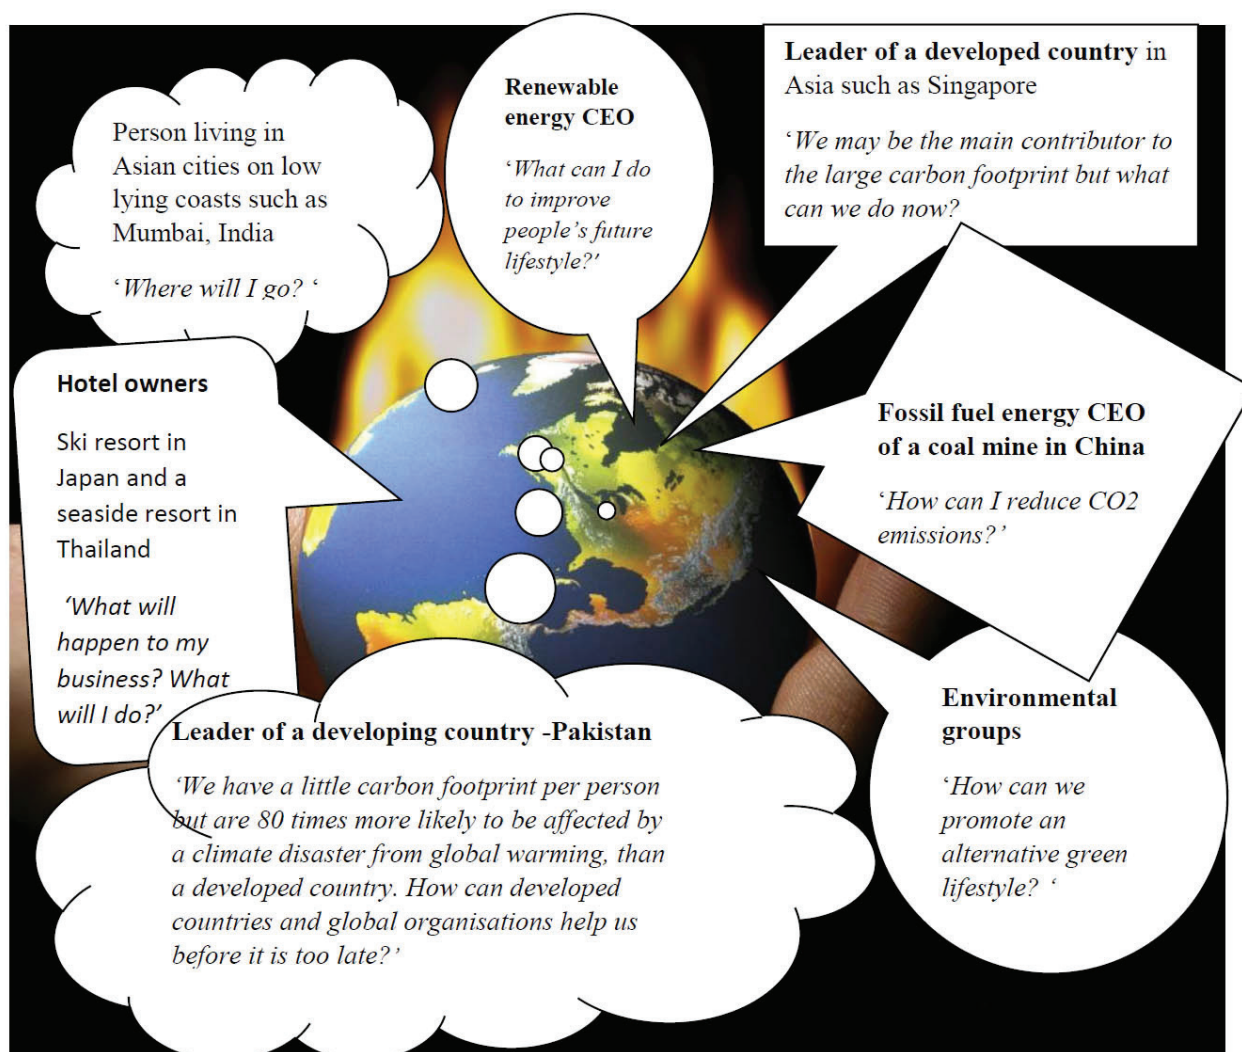 Person living in
Asian cities on low
lying coasts such as
Mumbai, India
‘Where will I go? ‘
Renewable
energy CEO
‘What can I do
to improve
people’s future
lifestyle?’
Leader of a developed country in
Asia such as Singapore
‘We may be the main contributor to
the large carbon footprint but what
can we do now?
Hotel owners
Ski resort in
Japan and a
seaside resort in
Thailand
‘What will
happen to my
business? What
will I do?’
Fossil fuel energy CEO
of a coal mine in China
‘How can I reduce CO2
emissions?’
Leader of a developing country -Pakistan
‘We have a little carbon footprint per person
but are 80 times more likely to be affected by
a climate disaster from global warming, than
a developed country. How can developed
countries and global organisations help us
before it is too late?’
Environmental
groups
‘How can we
promote an
alternative green
lifestyle? ‘